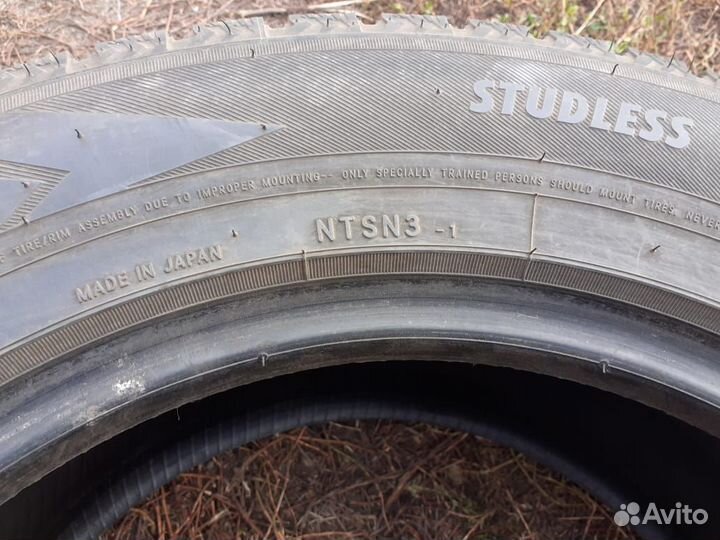 STUDLESS
TIRE/RIM ASSEMBLY DUE TO IMPROPER MOUNTING-- ONLY SPECIALLY TRAINED PERSONS SHOULD MOUNT TIRES. NEVER
NTSN3 -1
MADE IN JAPAN
Avito